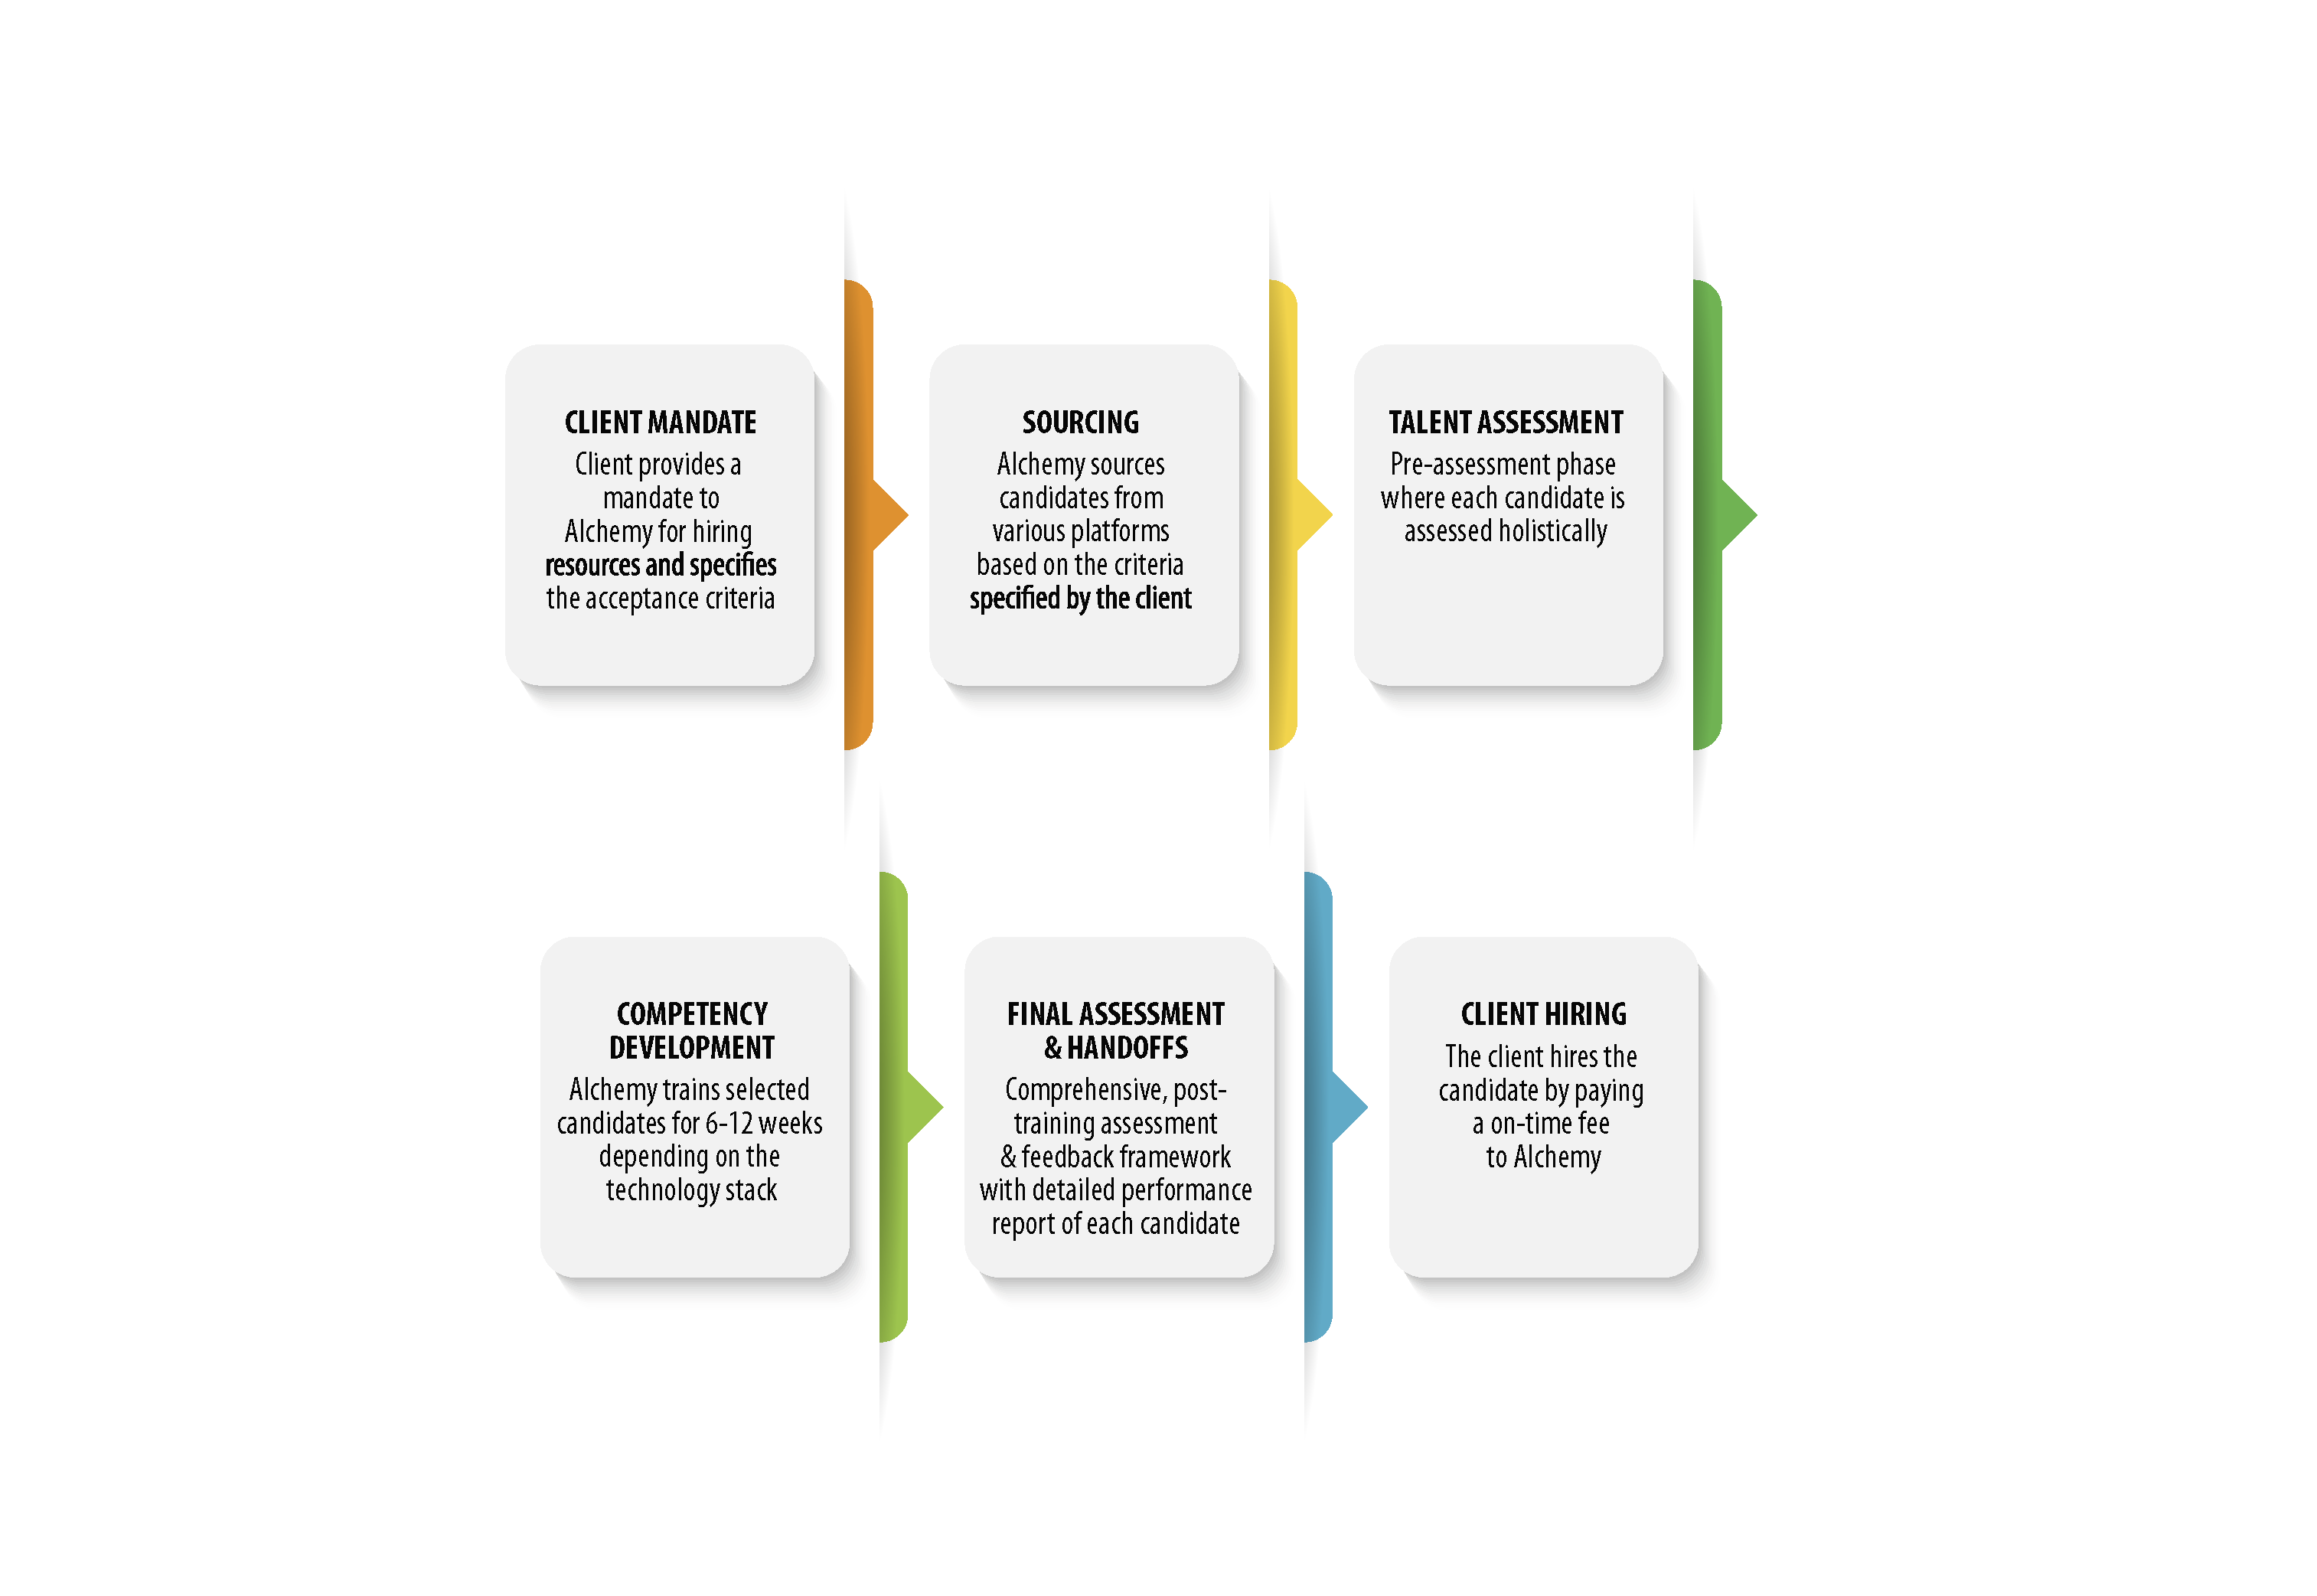 CLIENT MANDATE
Client provides a
mandate to
Alchemy for hiring
resources and specifies
the acceptance criteria
SOURCING
Alchemy sources
candidates from
various platforms
based on the criteria
specified by the client
TALENT ASSESSMENT
Pre-assessment phase
where each candidate is
assessed holistically
COMPETENCY
DEVELOPMENT
Alchemy trains selected
candidates for 6-12 weeks
depending on the
technology stack
FINAL ASSESSMENT
& HANDOFFS
Comprehensive, post-
training assessment
& feedback framework
with detailed performance
report of each candidate
CLIENT HIRING
The client hires the
candidate by paying
a on-time fee
to Alchemy